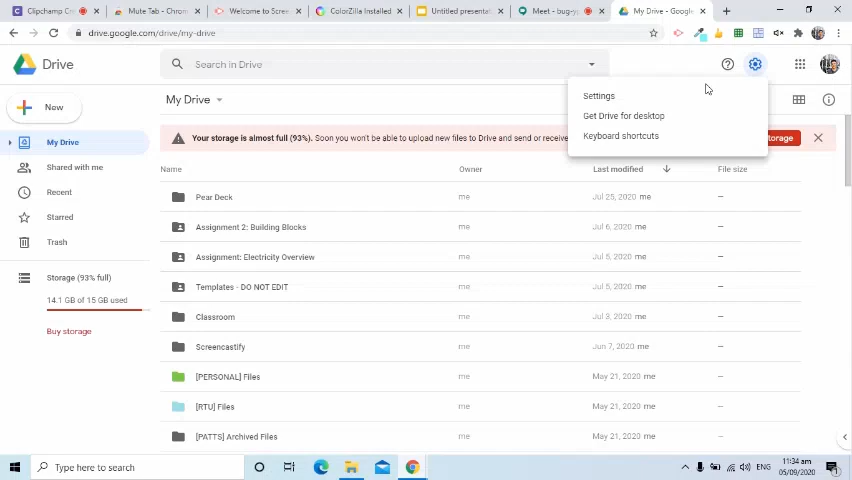 Clipchamp Cr
Mute Tab - Chrom
Welcome to Scree
ColorZilla Installed
Untitled presenta
Meet - bug-y
My Drive - Googl
drive.google.com/drive/my-drive
Drive
Search in Drive
New
My Drive
Settings
Get Drive for desktop
Keyboard shortcuts
My Drive
Shared with me
Recent
Starred
Trash
Storage (93% full)
14.1 GB of 15 GB used
Buy storage
Your storage is almost full (93%). Soon you won't be able to upload new files to Drive and send or receive
torage
Name
Owner
Last modified
File size
Pear Deck me Jul 25, 2020 me –
Assignment 2: Building Blocks me Jul 6, 2020 me –
Assignment: Electricity Overview me Jul 5, 2020 me –
Templates - DO NOT EDIT me Jul 5, 2020 me –
Classroom me Jul 3, 2020 me –
Screencastify me Jun 7, 2020 me –
[PERSONAL] Files me May 21, 2020 me –
[RTU] Files me May 21, 2020 me –
[PATTS] Archived Files me May 21, 2020 me –
Type here to search
ENG
11:34 am
05/09/2020